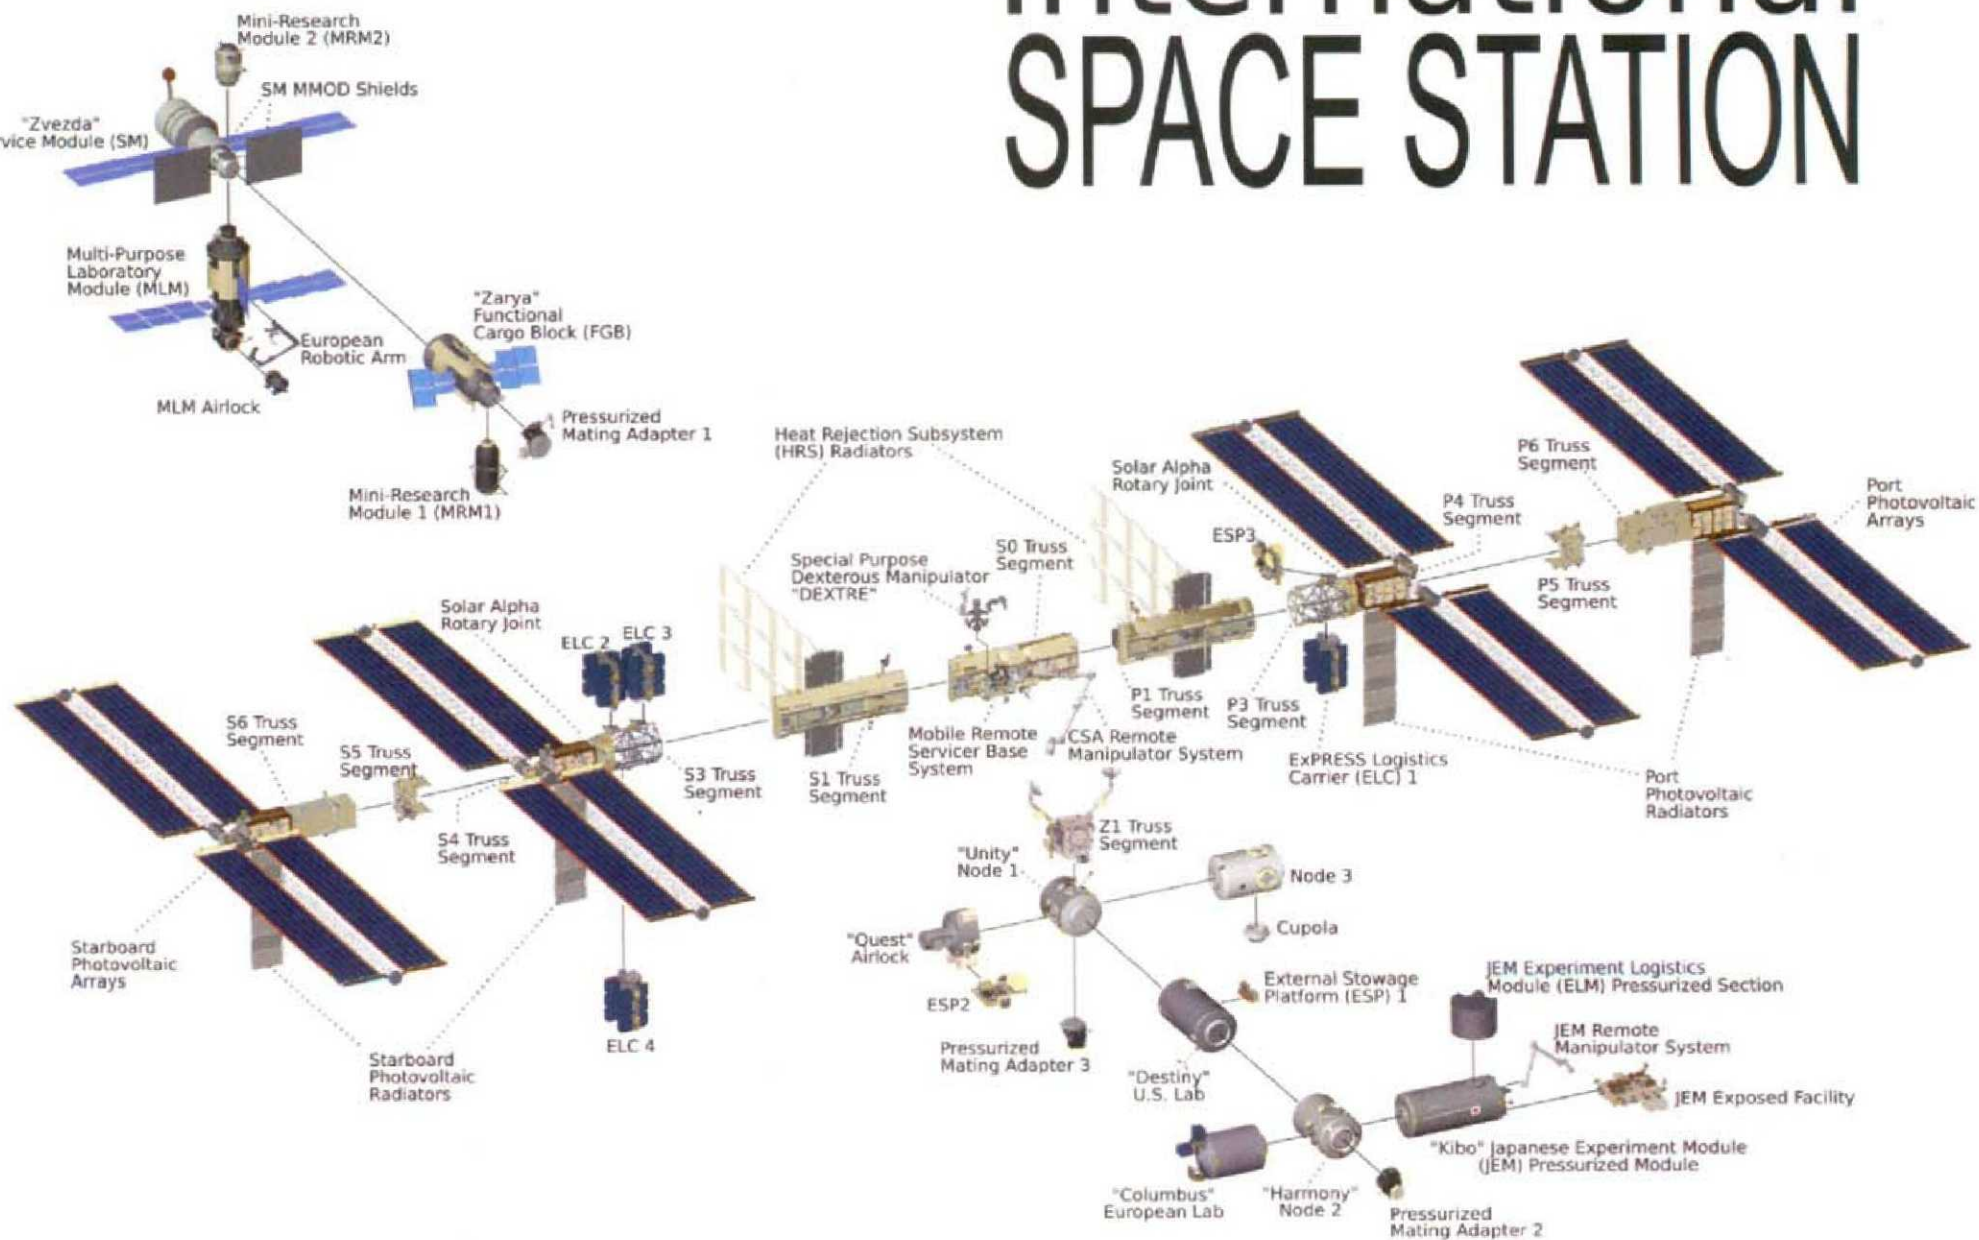 International
SPACE STATION
Mini-Research
Module 2 (MRM2)
SM MMOD Shields
"Zvezda"
vice Module (SM)
Multi-Purpose
Laboratory
Module (MLM)
European
Robotic Arm
MLM Airlock
"Zarya"
Functional
Cargo Block (FGB)
Pressurized
Mating Adapter 1
Mini-Research
Module 1 (MRM1)
Heat Rejection Subsystem
(HRS) Radiators
Solar Alpha
Rotary Joint
P6 Truss
Segment
P4 Truss
Segment
Port
Photovoltaic
Arrays
ESP3
S0 Truss
Segment
Special Purpose
Dexterous Manipulator
"DEXTRE"
P5 Truss
Segment
Solar Alpha
Rotary Joint
ELC 2
ELC 3
S6 Truss
Segment
S5 Truss
Segment
S4 Truss
Segment
S3 Truss
Segment
S1 Truss
Segment
Mobile Remote
Servicer Base
System
CSA Remote
Manipulator System
P1 Truss
Segment
P3 Truss
Segment
ExPRESS Logistics
Carrier (ELC) 1
Port
Photovoltaic
Radiators
Z1 Truss
Segment
"Unity"
Node 1
Node 3
Cupola
"Quest"
Airlock
ESP2
External Stowage
Platform (ESP) 1
Pressurized
Mating Adapter 3
"Destiny"
U.S. Lab
Starboard
Photovoltaic
Arrays
Starboard
Photovoltaic
Radiators
ELC 4
JEM Experiment Logistics
Module (ELM) Pressurized Section
JEM Remote
Manipulator System
JEM Exposed Facility
"Kibo" Japanese Experiment Module
(JEM) Pressurized Module
"Columbus"
European Lab
"Harmony"
Node 2
Pressurized
Mating Adapter 2